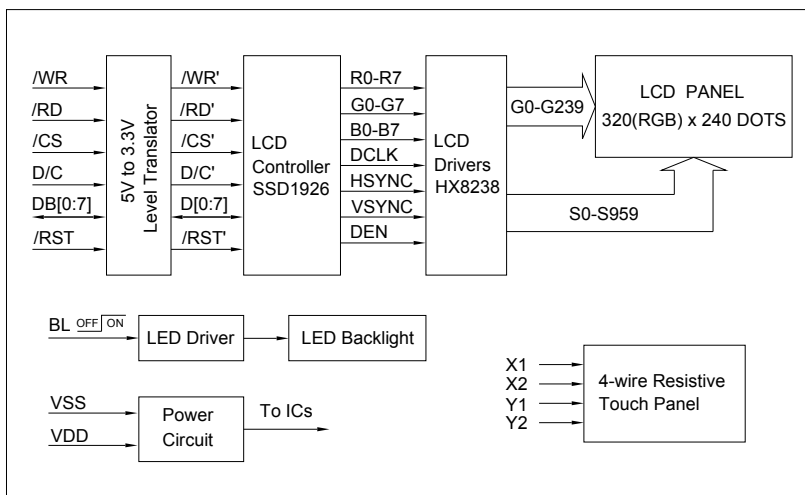 /WR
/RD
/CS
D/C
DB[0:7]
/RST
5V to 3.3V
Level Translator
/WR'
/RD'
/CS'
D/C'
D[0:7]
/RST'
LCD
Controller
SSD1926
R0-R7
G0-G7
B0-B7
DCLK
HSYNC
VSYNC
DEN
LCD
Drivers
HX8238
G0-G239
S0-S959
LCD PANEL
320(RGB) x 240 DOTS
BL OFF ON
LED Driver
LED Backlight
VSS
VDD
Power
Circuit
To ICs
X1
X2
Y1
Y2
4-wire Resistive
Touch Panel